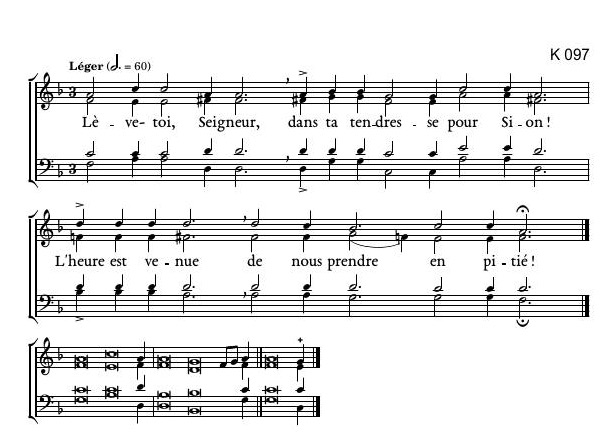 K 097
Léger (𝅗𝅥. = 60)
Lè - ve- toi, Seigneur, dans ta ten-dres- se pour Si-on!
L'heure est ve-nue de nous prendre en pi-tié!